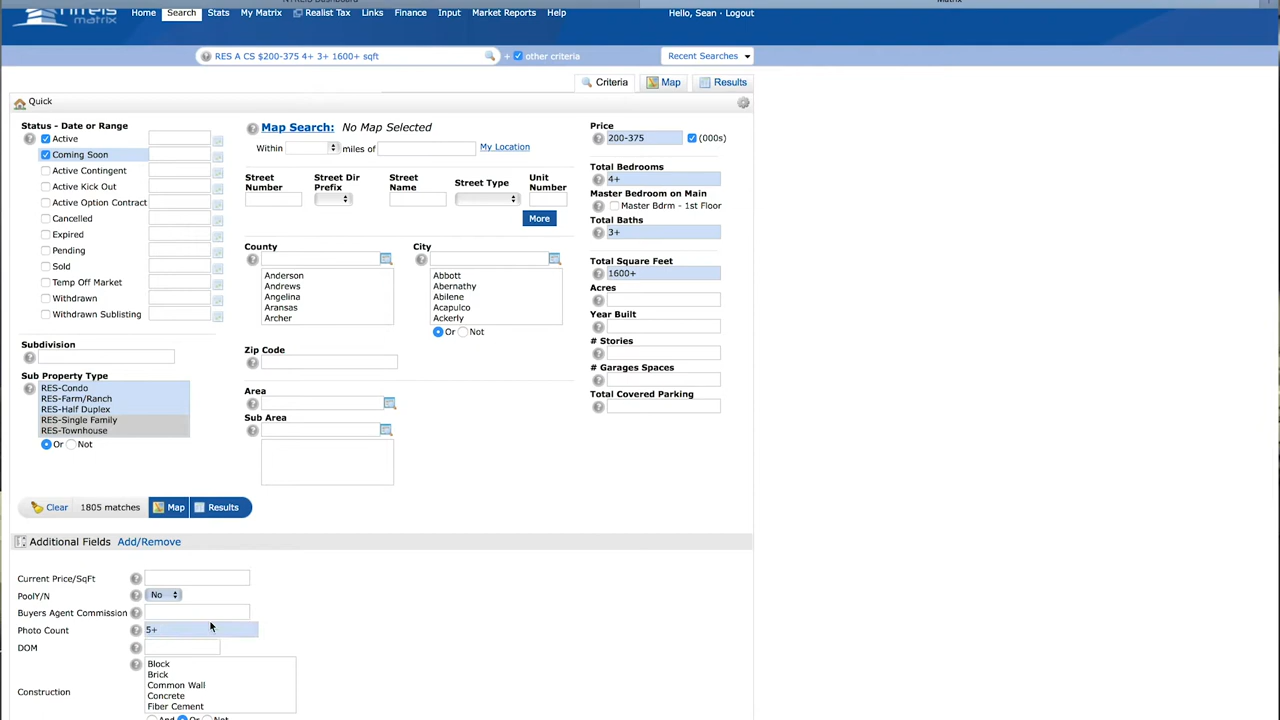 NTREIS
matrix
Home Search Stats My Matrix Realist Tax Links Finance Input Market Reports Help
Hello, Sean - Logout
RES A CS $200-375 4+ 3+ 1600+ sqft
+ other criteria
Recent Searches
Criteria Map Results
Quick
Status - Date or Range
Active
Coming Soon
Active Contingent
Active Kick Out
Active Option Contract
Cancelled
Expired
Pending
Sold
Temp Off Market
Withdrawn
Withdrawn Sublisting
Subdivision
Sub Property Type
RES-Condo
RES-Farm/Ranch
RES-Half Duplex
RES-Single Family
RES-Townhouse
Or Not
Map Search: No Map Selected
Within miles of My Location
Street Number
Street Dir Prefix
Street Name
Street Type
Unit Number
More
County
Anderson
Andrews
Angelina
Aransas
Archer
City
Abbott
Abernathy
Abilene
Acapulco
Ackerly
Or Not
Zip Code
Area
Sub Area
Price
200-375 (000s)
Total Bedrooms
4+
Master Bedroom on Main
Master Bdrm - 1st Floor
Total Baths
3+
Total Square Feet
1600+
Acres
Year Built
# Stories
# Garages Spaces
Total Covered Parking
Clear 1805 matches Map Results
Additional Fields Add/Remove
Current Price/SqFt
PoolY/N No
Buyers Agent Commission
Photo Count 5+
DOM
Construction
Block
Brick
Common Wall
Concrete
Fiber Cement
And Or Not